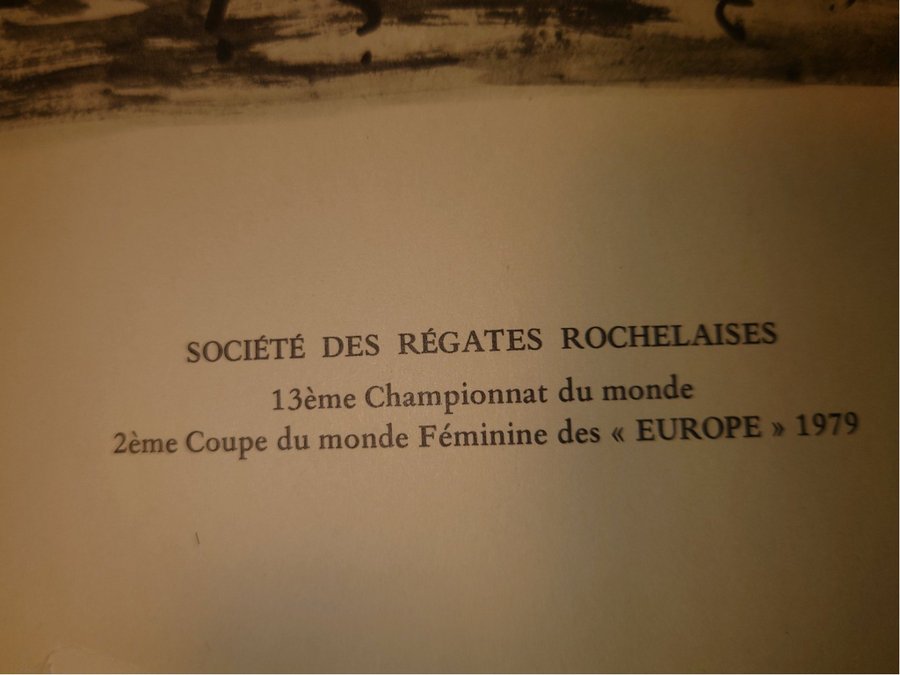 SOCIÉTÉ DES RÉGATES ROCHELAISES
13ème Championnat du monde
2ème Coupe du monde Féminine des « EUROPE » 1979